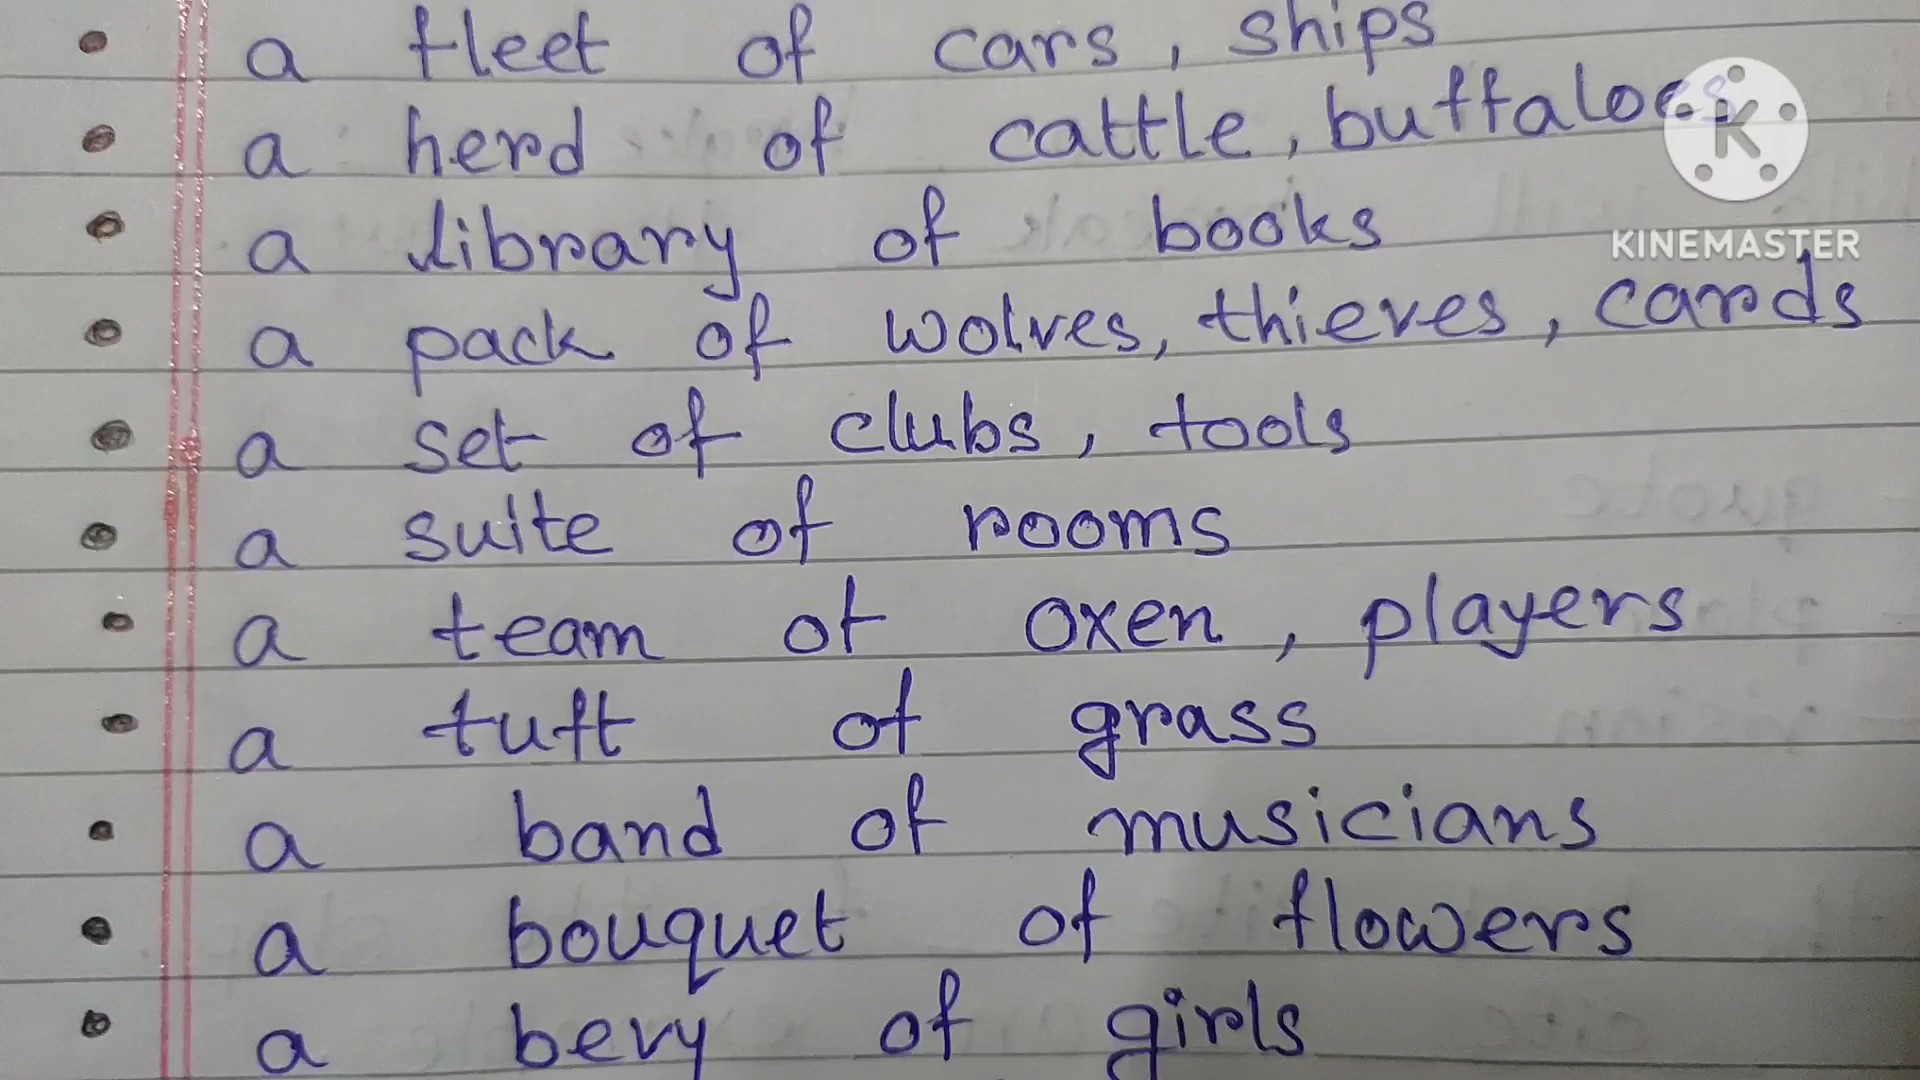 a fleet of cars, ships
a herd of cattle, buffaloes
a library of books
KINEMASTER
a pack of wolves, thieves, cards
a set of clubs, tools
a suite of rooms
a team of oxen, players
a tuft of grass
a band of musicians
a bouquet of flowers
a bevy of girls